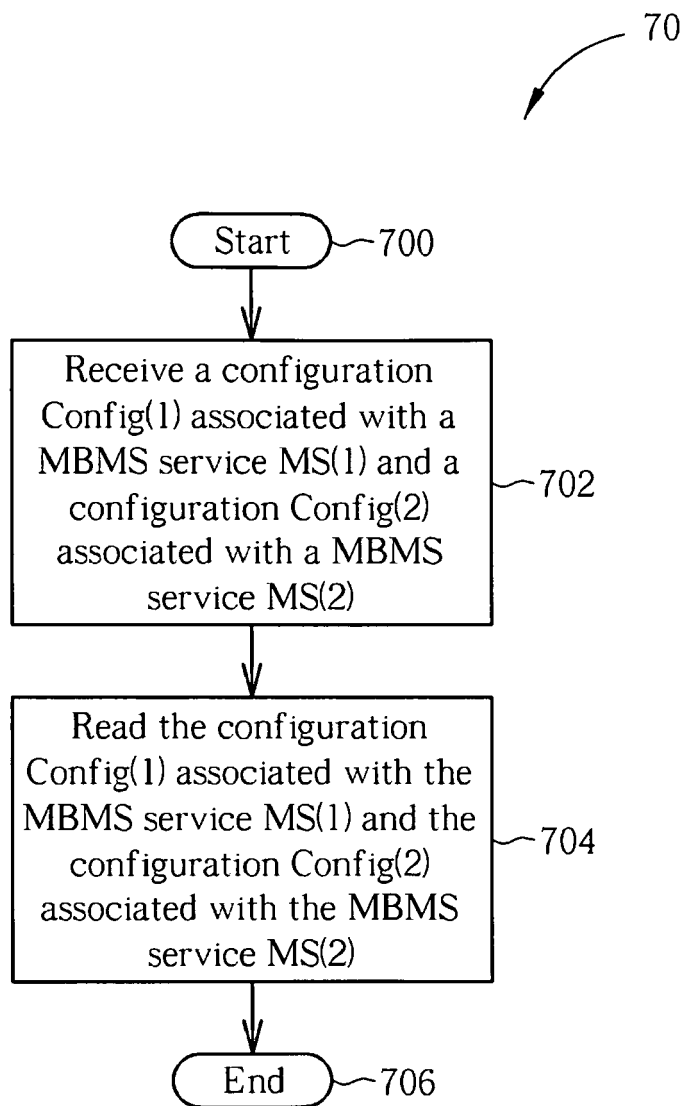 70
Start
700
Receive a configuration
Config(1) associated with a
MBMS service MS(1) and a
configuration Config(2)
associated with a MBMS
service MS(2)
702
Read the configuration
Config(1) associated with the
MBMS service MS(1) and the
configuration Config(2)
associated with the MBMS
service MS(2)
704
End
706